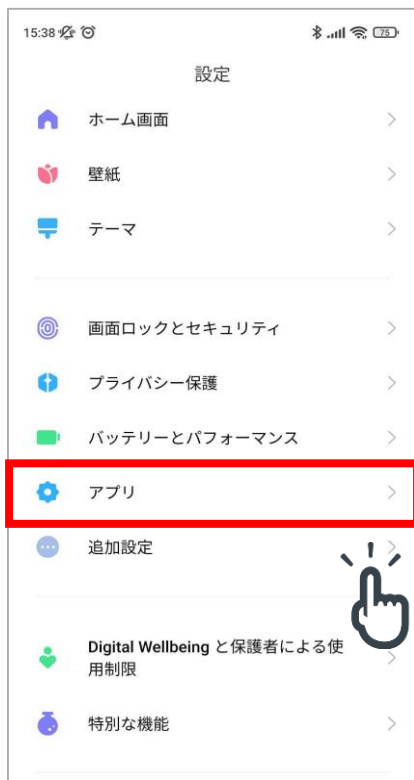 15:38
75
設定
ホーム画面
壁紙
テーマ
画面ロックとセキュリティ
プライバシー保護
バッテリーとパフォーマンス
アプリ
追加設定
Digital Wellbeing と保護者による使
用制限
特別な機能